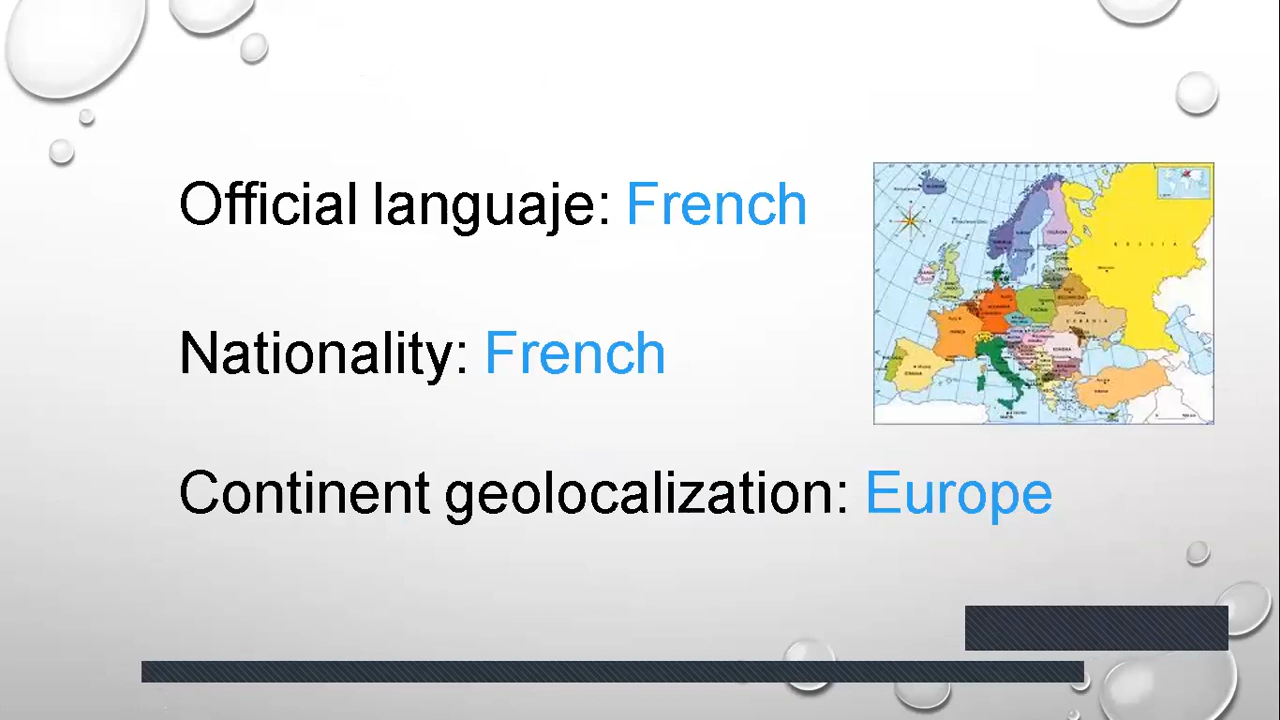 Official languaje: French
Nationality: French
Continent geolocalization: Europe